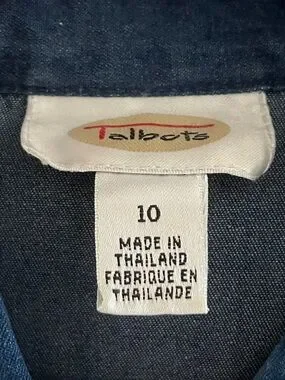 Talbots
10
MADE IN
THAILAND
FABRIQUE EN
THAILANDE